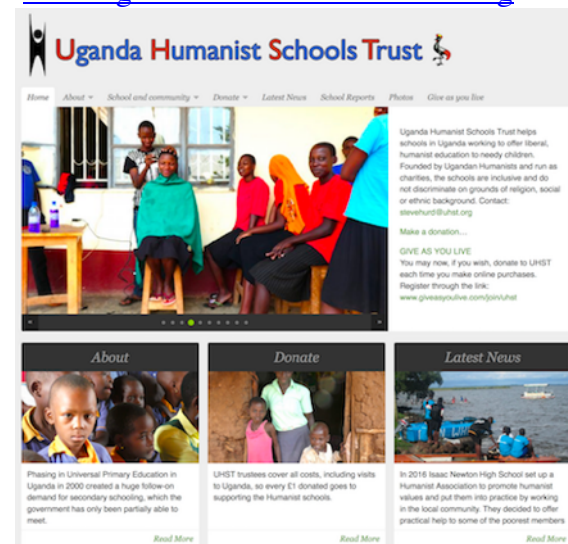 Uganda Humanist Schools Trust
Home About School and community Donate Latest News School Reports Photos Give as you live
Uganda Humanist Schools Trust helps
schools in Uganda working to offer liberal,
humanist education to needy children.
Founded by Ugandan Humanists and run as
charities, the schools are inclusive and do
not discriminate on grounds of religion, social
or ethnic background. Contact:
stevehurd@uhst.org
Make a donation...
GIVE AS YOU LIVE
You may now, if you wish, donate to UHST
each time you make online purchases.
Register through the link:
www.giveasyoulive.com/join/uhst
About
Phasing in Universal Primary Education in
Uganda in 2000 created a huge follow-on
demand for secondary schooling, which the
government has only been partially able to
meet.
Read More
Donate
UHST trustees cover all costs, including visits
to Uganda, so every £1 donated goes to
supporting the Humanist schools.
Read More
Latest News
In 2016 Isaac Newton High School set up a
Humanist Association to promote humanist
values and put them into practice by working
in the local community. They decided to offer
practical help to some of the poorest members
Read More